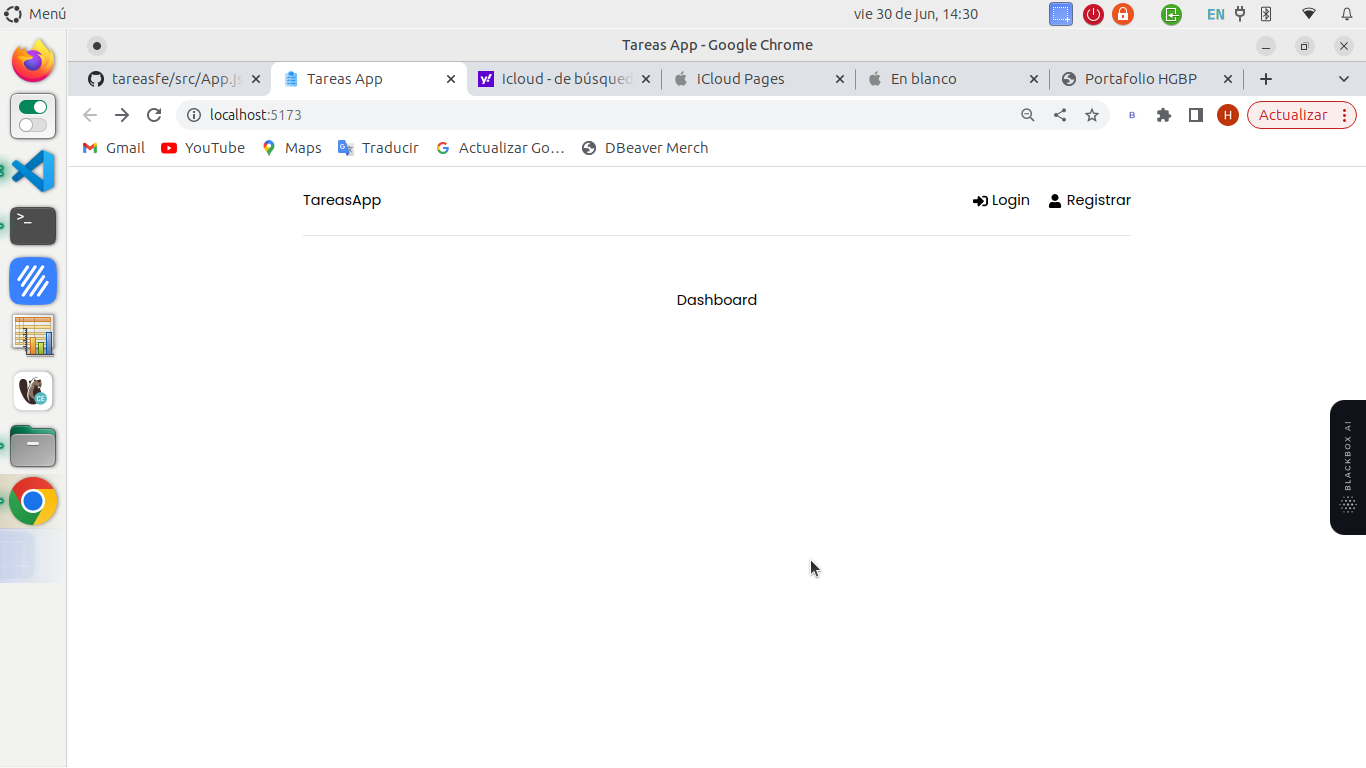 Menú
vie 30 de jun, 14:30
EN
Tareas App - Google Chrome
tareasfe/src/App.js
Tareas App
icloud - de búsqued
iCloud Pages
En blanco
Portafolio HGBP
localhost:5173
B
H
Actualizar
Gmail
YouTube
Maps
Traducir
Actualizar Go...
DBeaver Merch
TareasApp
Login
Registrar
Dashboard
BLACKBOX AI
>_
CE